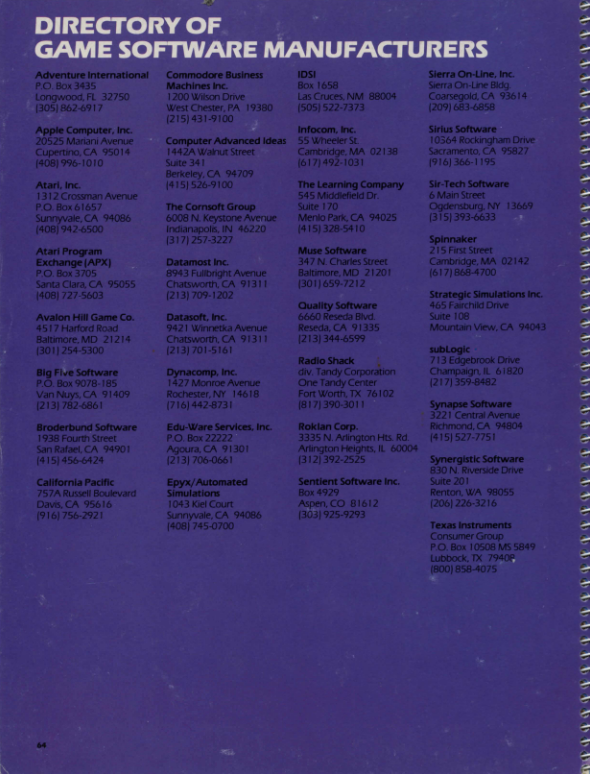 DIRECTORY OF
GAME SOFTWARE MANUFACTURERS
Adventure International
P.O. Box 3435
Longwood, FL 32750
(305) 862-6917
Apple Computer, Inc.
20525 Mariani Avenue
Cupertino, CA 95014
(408) 996-1010
Atari, Inc.
1312 Crossman Avenue
P.O. Box 61657
Sunnyvale, CA 94086
(408) 942-6500
Atari Program
Exchange (APX)
P.O. Box 3705
Santa Clara, CA 95055
(408) 727-5603
Avalon Hill Game Co.
4517 Harford Road
Baltimore, MD 21214
(301) 254-5300
Big Five Software
P.O. Box 9078-185
Van Nuys, CA 91409
(213) 782-6861
Broderbund Software
1938 Fourth Street
San Rafael, CA 94901
(415) 456-6424
California Pacific
757A Russell Boulevard
Davis, CA 95616
(916) 756-2921
Commodore Business
Machines Inc.
1200 Wilson Drive
West Chester, PA 19380
(215) 431-9100
Computer Advanced Ideas
1442A Walnut Street
Suite 341
Berkeley, CA 94709
(415) 526-9100
The Cornsoft Group
6008 N. Keystone Avenue
Indianapolis, IN 46220
(317) 257-3227
Datamost Inc.
8943 Fullbright Avenue
Chatsworth, CA 91311
(213) 709-1202
Datasoft, Inc.
9421 Winnetka Avenue
Chatsworth, CA 91311
(213) 701-5161
Dynacomp, Inc.
1427 Monroe Avenue
Rochester, NY 14618
(716) 442-8731
Edu-Ware Services, Inc.
P.O. Box 22222
Agoura, CA 91301
(213) 706-0661
Epyx/Automated
Simulations
1043 Kiel Court
Sunnyvale, CA 94086
(408) 745-0700
IDSI
Box 1658
Las Cruces, NM 88004
(505) 522-7373
Infocom, Inc.
55 Wheeler St.
Cambridge, MA 02138
(617) 492-1031
The Learning Company
545 Middlefield Dr.
Suite 170
Menlo Park, CA 94025
(415) 328-5410
Muse Software
347 N. Charles Street
Baltimore, MD 21201
(301) 659-7212
Quality Software
6660 Reseda Blvd.
Reseda, CA 91335
(213) 344-6599
Radio Shack
div. Tandy Corporation
One Tandy Center
Fort Worth, TX 76102
(817) 390-3011
Roklan Corp.
3335 N. Arlington Hts. Rd.
Arlington Heights, IL 60004
(312) 392-2525
Sentient Software Inc.
Box 4929
Aspen, CO 81612
(303) 925-9293
Sierra On-Line, Inc.
Sierra On-Line Bldg.
Coarsegold, CA 93614
(209) 683-6858
Sirius Software
10364 Rockingham Drive
Sacramento, CA 95827
(916) 366-1195
Sir-Tech Software
6 Main Street
Ogdensburg, NY 13669
(315) 393-6633
Spinnaker
215 First Street
Cambridge, MA 02142
(617) 868-4700
Strategic Simulations Inc.
465 Fairchild Drive
Suite 108
Mountain View, CA 94043
subLogic
713 Edgebrook Drive
Champaign, IL 61820
(217) 359-8482
Synapse Software
3221 Central Avenue
Richmond, CA 94804
(415) 527-7751
Synergistic Software
830 N. Riverside Drive
Suite 201
Renton, WA 98055
(206) 226-3216
Texas Instruments
Consumer Group
P.O. Box 10508 MS 5849
Lubbock, TX 79408
(800) 858-4075
64